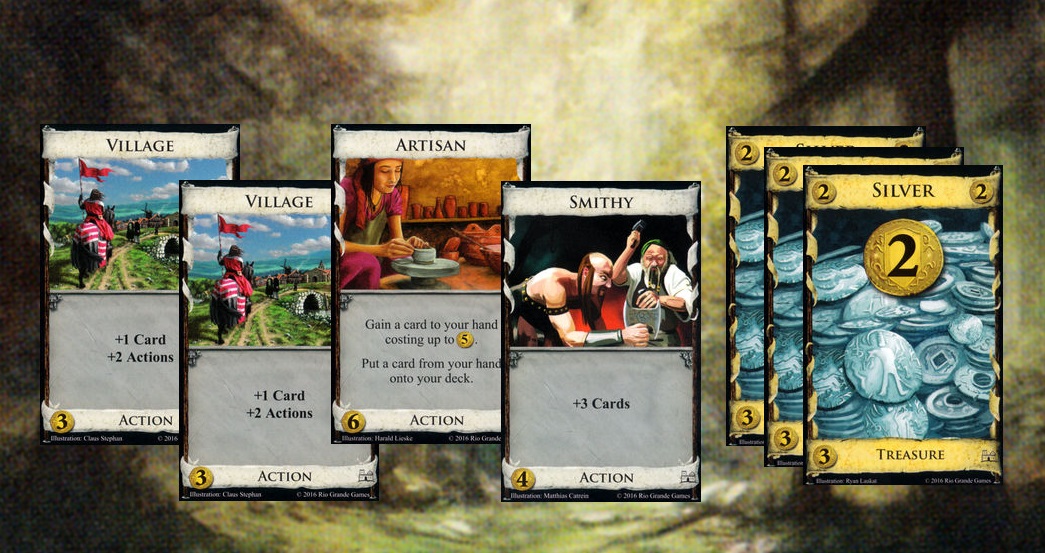 VILLAGE
+1 Card
+2 Actions
3
ACTION
Illustration: Claus Stephan
© 2016
VILLAGE
+1 Card
+2 Actions
3
ACTION
Illustration: Claus Stephan
© 2016 Rio Grande Games
ARTISAN
Gain a card to your hand
costing up to 5.
Put a card from your hand
onto your deck.
6
ACTION
Illustration: Harald Lieske
© 2016 Rio Grande
SMITHY
+3 Cards
4
ACTION
Illustration: Matthias Catrein
© 2016 Rio Grande Games
2
SILVER
3
2
3
2
SILVER
2
2
3
TREASURE
Illustration: Ryan Laukat
© 2016 Rio Grande Games